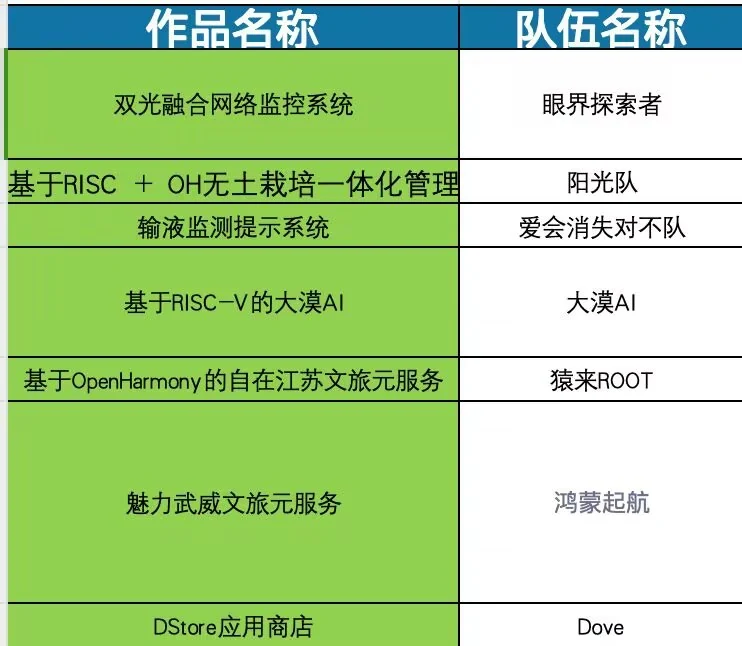 作品名称 队伍名称
双光融合网络监控系统 眼界探索者
基于RISC + OH无土栽培一体化管理 阳光队
输液监测提示系统 爱会消失对不队
基于RISC-V的大漠AI 大漠AI
基于OpenHarmony的自在江苏文旅元服务 猿来ROOT
魅力武威文旅元服务 鸿蒙起航
DStore应用商店 Dove